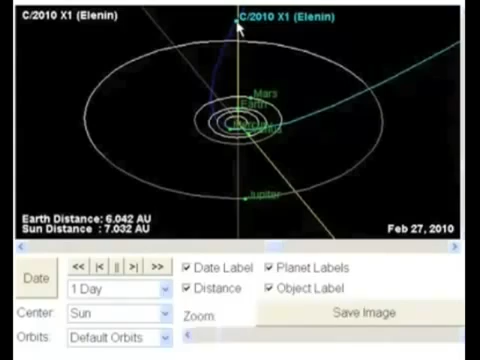 C/2010 X1 (Elenin)
C/2010 X1 (Elenin)
Mars
Earth
Jupiter
Earth Distance: 6.042 AU
Sun Distance : 7.032 AU
Feb 27, 2010
Date
<< |< || >| >>
Date Label
Planet Labels
1 Day
Distance
Object Label
Center:
Sun
Zoom:
Save Image
Orbits:
Default Orbits